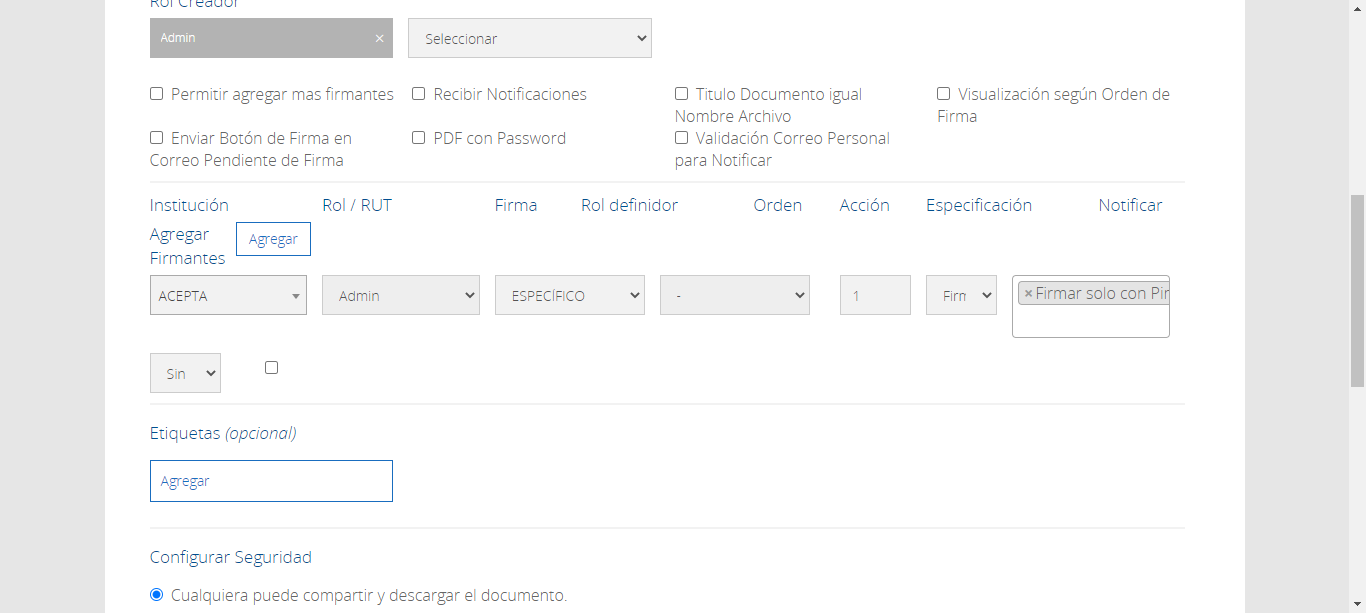 Rol Creador
Admin × Seleccionar
Permitir agregar mas firmantes
Recibir Notificaciones
Titulo Documento igual
Nombre Archivo
Visualización según Orden de
Firma
Enviar Botón de Firma en
Correo Pendiente de Firma
PDF con Password
Validación Correo Personal
para Notificar
Institución Rol / RUT Firma Rol definidor Orden Acción Especificación Notificar
Agregar
Firmantes
Agregar
ACEPTA Admin ESPECÍFICO - 1 Firm × Firmar solo con Pin
Sin
Etiquetas (opcional)
Agregar
Configurar Seguridad
Cualquiera puede compartir y descargar el documento.